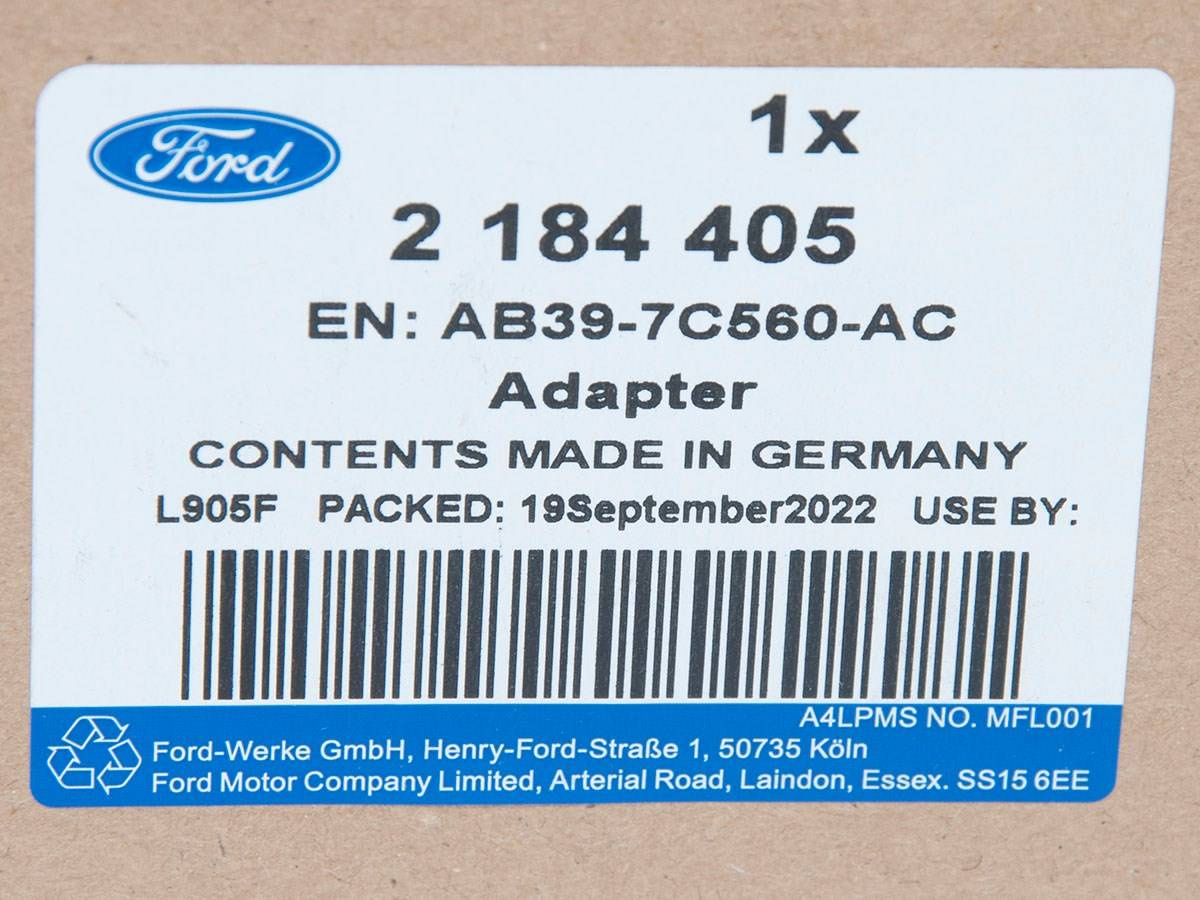 Ford
1x
2 184 405
EN: AB39-7C560-AC
Adapter
CONTENTS MADE IN GERMANY
L905F PACKED: 19September2022 USE BY:
A4LPMS NO. MFL001
Ford-Werke GmbH, Henry-Ford-Straße 1, 50735 Köln
Ford Motor Company Limited, Arterial Road, Laindon, Essex. SS15 6EE